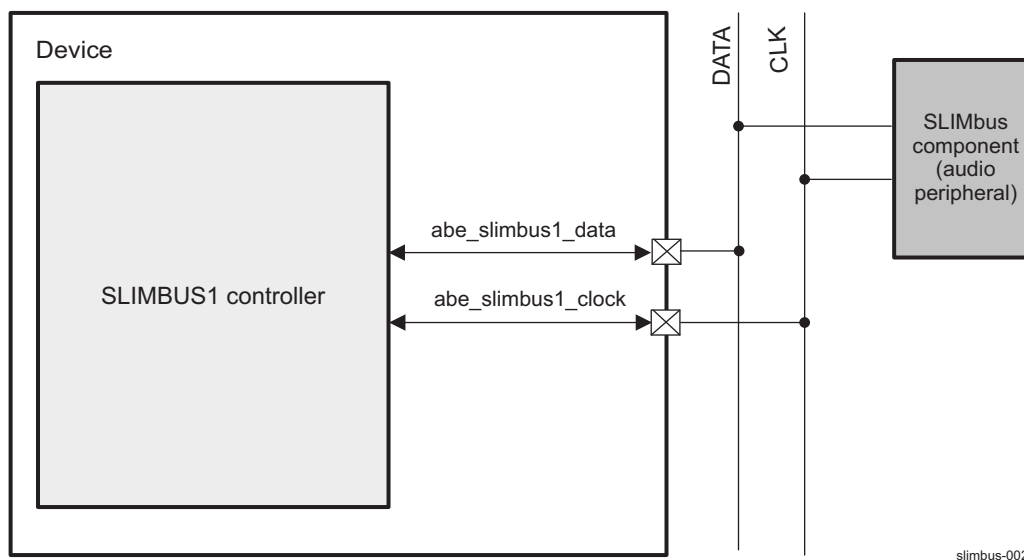 Device
DATA
CLK
SLIMbus
component
(audio
peripheral)
abe_slimbus1_data
SLIMBUS1 controller
abe_slimbus1_clock
slimbus-002